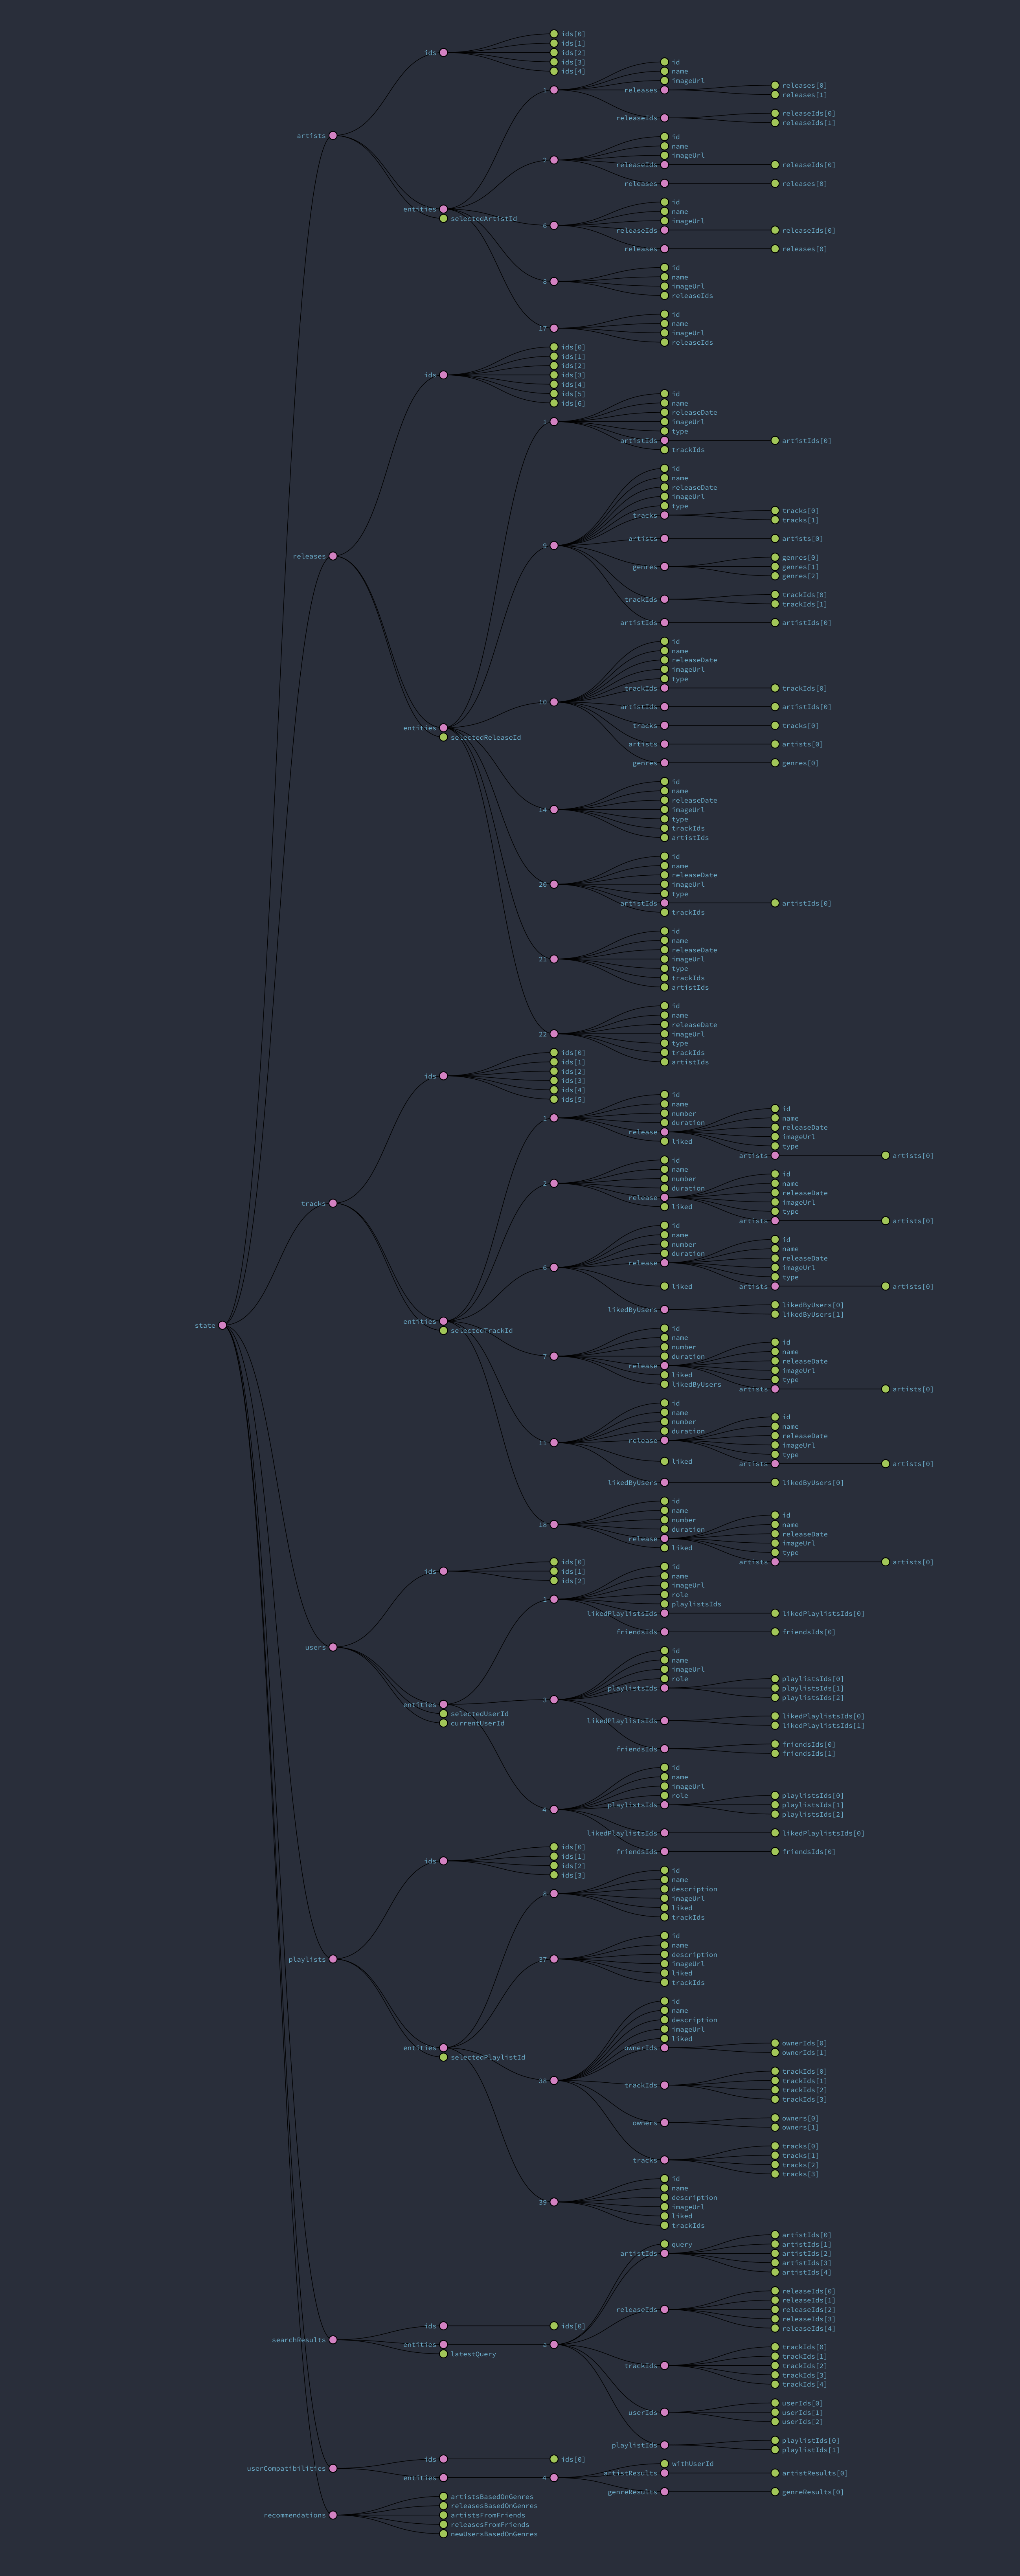 state
artists
ids
ids[0]
ids[1]
ids[2]
ids[3]
ids[4]
entities
1
id
name
imageUrl
releases
releases[0]
releases[1]
releaseIds
releaseIds[0]
releaseIds[1]
2
id
name
imageUrl
releaseIds
releaseIds[0]
releases
releases[0]
6
id
name
imageUrl
releaseIds
releaseIds[0]
releases
releases[0]
8
id
name
imageUrl
releaseIds
17
id
name
imageUrl
releaseIds
selectedArtistId
releases
ids
ids[0]
ids[1]
ids[2]
ids[3]
ids[4]
ids[5]
ids[6]
entities
1
id
name
releaseDate
imageUrl
type
artistIds
artistIds[0]
trackIds
9
id
name
releaseDate
imageUrl
type
tracks
tracks[0]
tracks[1]
artists
artists[0]
genres
genres[0]
genres[1]
genres[2]
trackIds
trackIds[0]
trackIds[1]
artistIds
artistIds[0]
10
id
name
releaseDate
imageUrl
type
trackIds
trackIds[0]
artistIds
artistIds[0]
tracks
tracks[0]
artists
artists[0]
genres
genres[0]
14
id
name
releaseDate
imageUrl
type
trackIds
artistIds
20
id
name
releaseDate
imageUrl
type
artistIds
artistIds[0]
trackIds
21
id
name
releaseDate
imageUrl
type
trackIds
artistIds
22
id
name
releaseDate
imageUrl
type
trackIds
artistIds
selectedReleaseId
tracks
ids
ids[0]
ids[1]
ids[2]
ids[3]
ids[4]
ids[5]
entities
1
id
name
number
duration
release
id
name
releaseDate
imageUrl
type
artists
artists[0]
liked
2
id
name
number
duration
release
id
name
releaseDate
imageUrl
type
artists
artists[0]
liked
6
id
name
number
duration
release
id
name
releaseDate
imageUrl
type
artists
artists[0]
liked
likedByUsers
likedByUsers[0]
likedByUsers[1]
7
id
name
number
duration
release
id
name
releaseDate
imageUrl
type
artists
artists[0]
liked
likedByUsers
11
id
name
number
duration
release
id
name
releaseDate
imageUrl
type
artists
artists[0]
liked
likedByUsers
likedByUsers[0]
18
id
name
number
duration
release
id
name
releaseDate
imageUrl
type
artists
artists[0]
liked
selectedTrackId
users
ids
ids[0]
ids[1]
ids[2]
entities
1
id
name
imageUrl
role
playlistsIds
likedPlaylistsIds
likedPlaylistsIds[0]
friendsIds
friendsIds[0]
3
id
name
imageUrl
role
playlistsIds
playlistsIds[0]
playlistsIds[1]
playlistsIds[2]
likedPlaylistsIds
likedPlaylistsIds[0]
likedPlaylistsIds[1]
friendsIds
friendsIds[0]
friendsIds[1]
4
id
name
imageUrl
role
playlistsIds
playlistsIds[0]
playlistsIds[1]
playlistsIds[2]
likedPlaylistsIds
likedPlaylistsIds[0]
friendsIds
friendsIds[0]
selectedUserId
currentUserId
playlists
ids
ids[0]
ids[1]
ids[2]
ids[3]
entities
8
id
name
description
imageUrl
liked
trackIds
37
id
name
description
imageUrl
liked
trackIds
38
id
name
description
imageUrl
liked
ownerIds
ownerIds[0]
ownerIds[1]
trackIds
trackIds[0]
trackIds[1]
trackIds[2]
trackIds[3]
owners
owners[0]
owners[1]
tracks
tracks[0]
tracks[1]
tracks[2]
tracks[3]
39
id
name
description
imageUrl
liked
trackIds
selectedPlaylistId
searchResults
ids
ids[0]
entities
a
query
artistIds
artistIds[0]
artistIds[1]
artistIds[2]
artistIds[3]
artistIds[4]
releaseIds
releaseIds[0]
releaseIds[1]
releaseIds[2]
releaseIds[3]
releaseIds[4]
trackIds
trackIds[0]
trackIds[1]
trackIds[2]
trackIds[3]
trackIds[4]
userIds
userIds[0]
userIds[1]
userIds[2]
playlistIds
playlistIds[0]
playlistIds[1]
latestQuery
userCompatibilities
ids
ids[0]
entities
4
withUserId
artistResults
artistResults[0]
genreResults
genreResults[0]
recommendations
artistsBasedOnGenres
releasesBasedOnGenres
artistsFromFriends
releasesFromFriends
newUsersBasedOnGenres